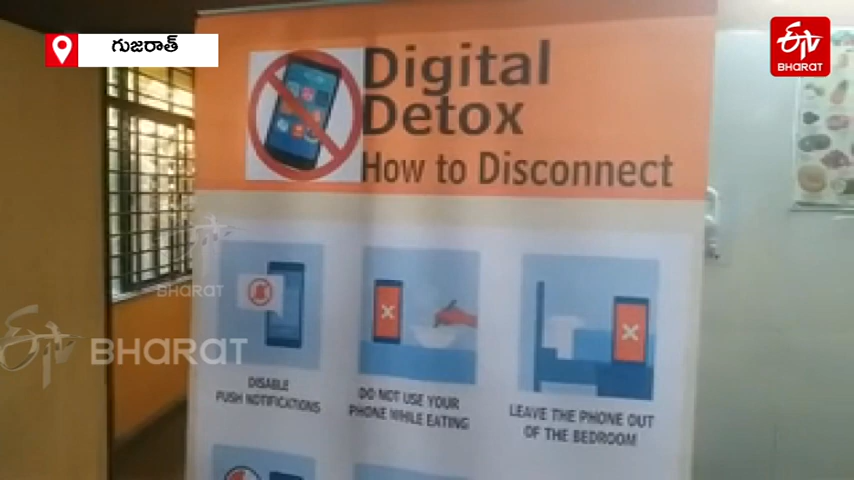 గుజరాత్
ETV
BHARAT
Digital
Detox
How to Disconnect
BHARAT
ETV BHARAT
DISABLE
PUSH NOTIFICATIONS
DO NOT USE YOUR
PHONE WHILE EATING
LEAVE THE PHONE OUT
OF THE BEDROOM